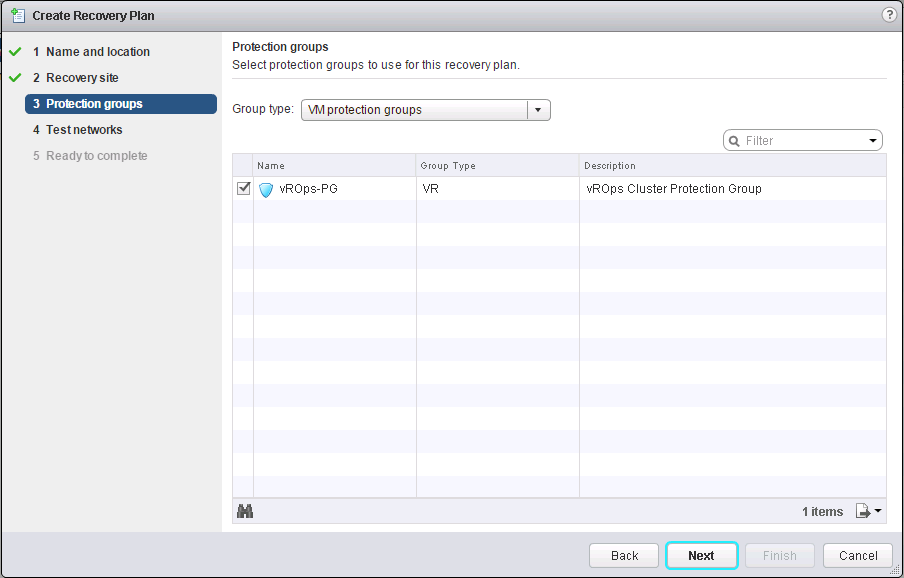 Create Recovery Plan
?
1 Name and location
2 Recovery site
3 Protection groups
4 Test networks
5 Ready to complete
Protection groups
Select protection groups to use for this recovery plan.
Group type: VM protection groups
Filter
Name Group Type Description
vROps-PG VR vROps Cluster Protection Group
1 items
Back Next Finish Cancel